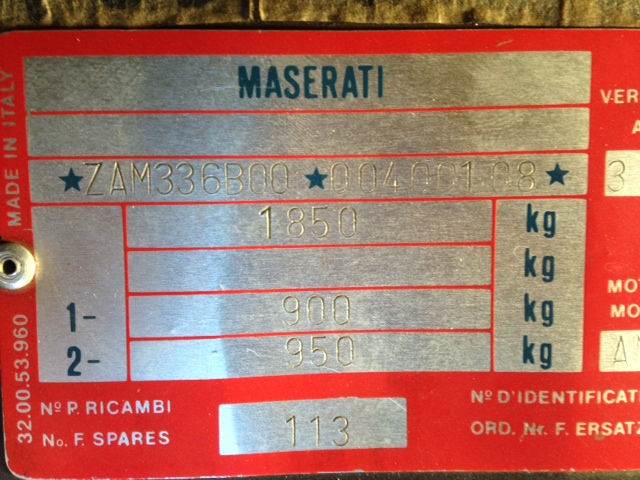 MASERATI
★ZAM336B00 ★00400108★
1850 kg
kg
1- 900 kg
2- 950 kg
Nº P. RICAMBI
No. F. SPARES
113
Nº D'IDENTIFICAT
ORD. Nr. F. ERSATZ
MADE IN ITALY
32.00.53.960
VER
A
3
MOT
MO